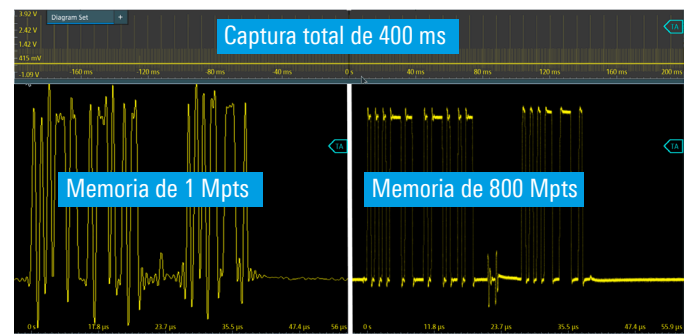 3.92 V
Diagram Set +
2.42 V
Captura total de 400 ms
TA
1.42 V
415 mV
-1.09 V -160 ms -120 ms -80 ms -40 ms 0 s 40 ms 80 ms 120 ms 160 ms 200 ms
TA TA
Memoria de 1 Mpts Memoria de 800 Mpts
0 s 11.8 µs 23.7 µs 35.5 µs 47.4 µs 56 µs 0 s 11.8 µs 23.7 µs 35.5 µs 47.4 µs 55.9 µs